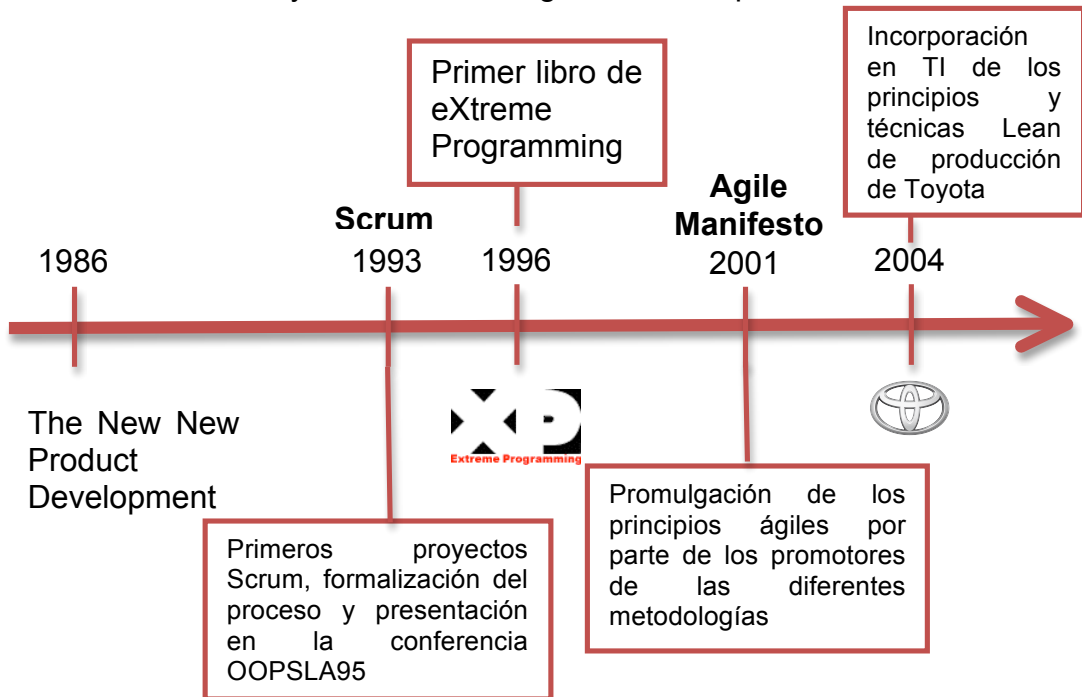 Primer libro de
eXtreme
Programming
Incorporación
en TI de los
principios y
técnicas Lean
de producción
de Toyota
Scrum
Agile
Manifesto
1986
1993
1996
2001
2004
The New New
Product
Development
XP
Extreme Programming
Primeros proyectos
Scrum, formalización del
proceso y presentación
en la conferencia
OOPSLA95
Promulgación de los
principios ágiles por
parte de los promotores
de las diferentes
metodologías